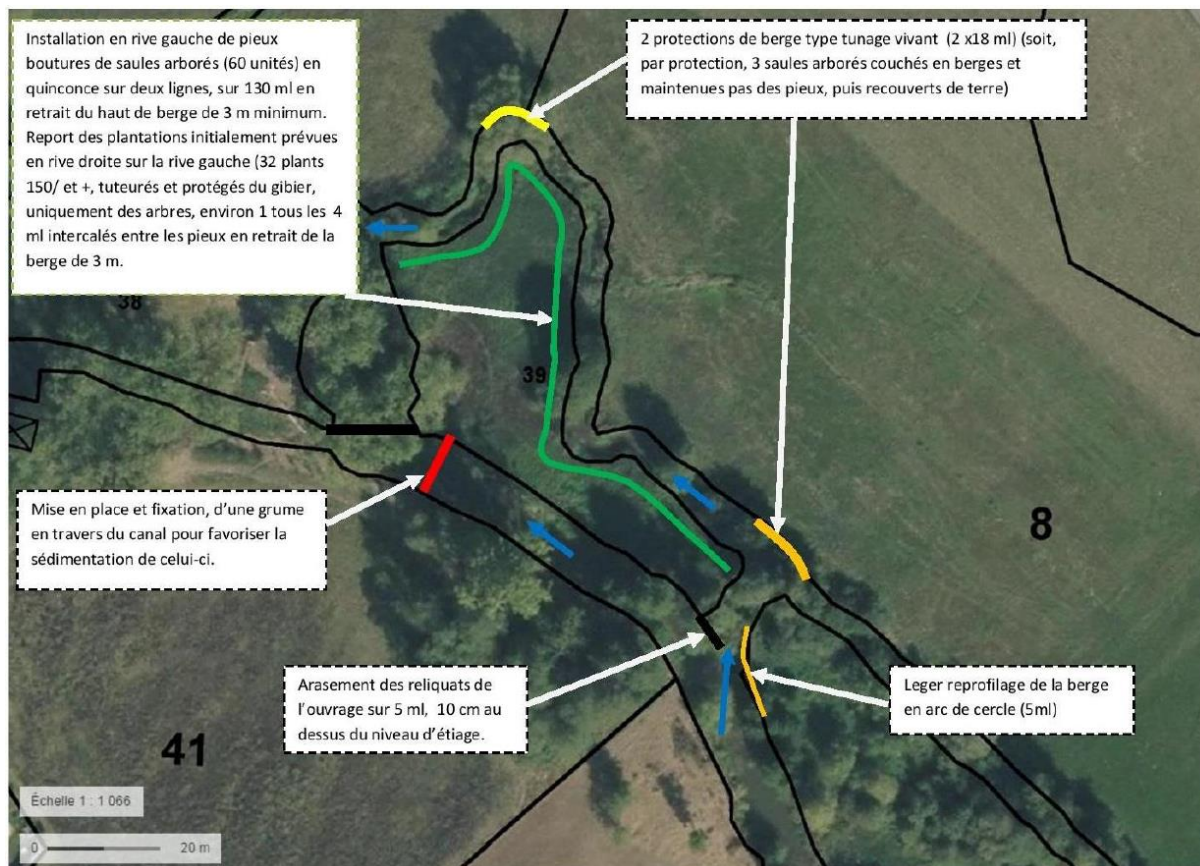 Installation en rive gauche de pieux
boutures de saules arborés (60 unités) en
quinconce sur deux lignes, sur 130 ml en
retrait du haut de berge de 3 m minimum.
Report des plantations initialement prévues
en rive droite sur la rive gauche (32 plants
150/ et +, tuteurés et protégés du gibier,
uniquement des arbres, environ 1 tous les 4
ml intercalés entre les pieux en retrait de la
berge de 3 m.
2 protections de berge type tunage vivant (2 x18 ml) (soit,
par protection, 3 saules arborés couchés en berges et
maintenues pas des pieux, puis recouverts de terre)
38
39
8
Mise en place et fixation, d'une grume
en travers du canal pour favoriser la
sédimentation de celui-ci.
Arasement des reliquats de
l'ouvrage sur 5 ml, 10 cm au
dessus du niveau d'étiage.
Leger reprofilage de la berge
en arc de cercle (5ml)
41
Échelle 1 : 1 066
0 20 m